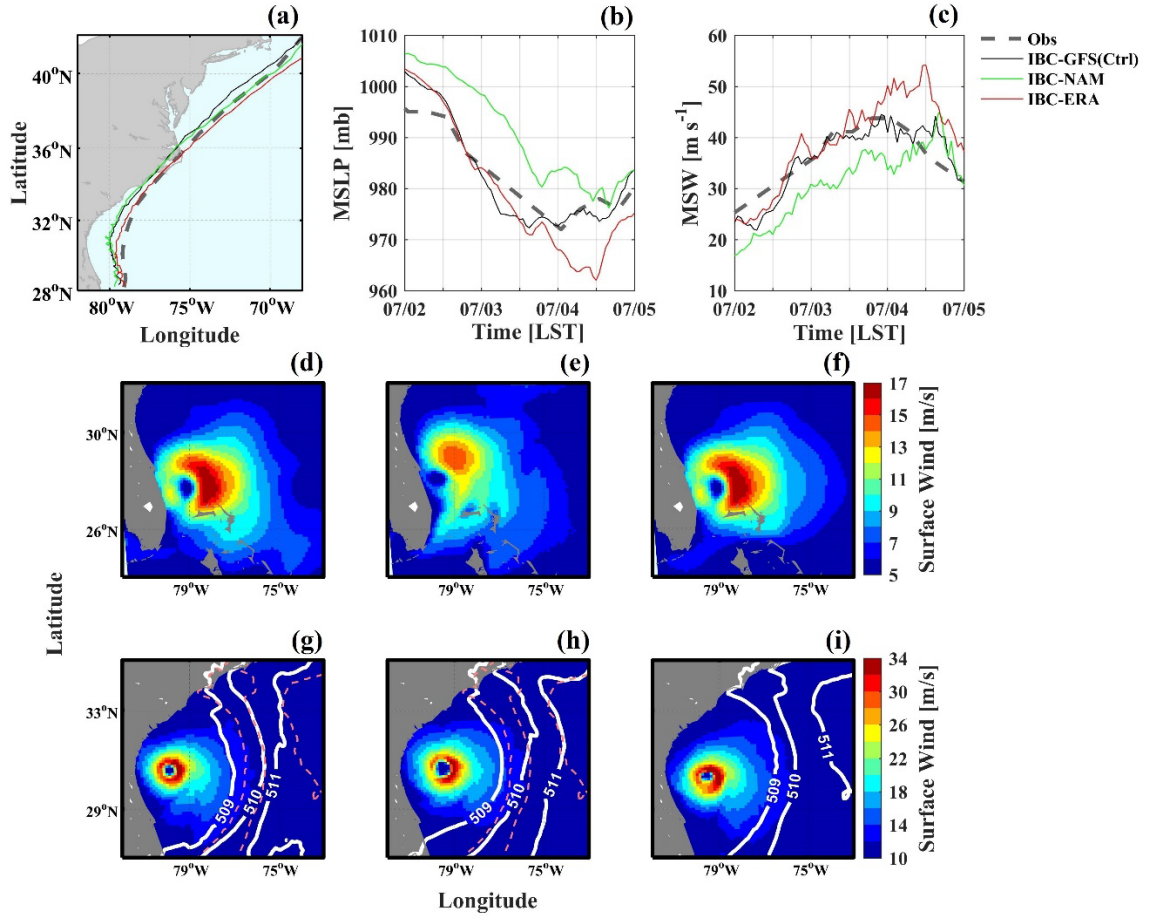 (a)
(b)
(c)
Latitude
40°N
36°N
32°N
28°N
80°W
75°W
70°W
Longitude
MSLP [mb]
1010
1000
990
980
970
960
07/02
07/03
07/04
07/05
Time [LST]
MSW [m s⁻¹]
60
50
40
30
20
10
07/02
07/03
07/04
07/05
Time [LST]
Obs
IBC-GFS(Ctrl)
IBC-NAM
IBC-ERA
(d)
(e)
(f)
30°N
26°N
79°W
75°W
79°W
75°W
79°W
75°W
17
15
13
11
9
7
5
Surface Wind [m/s]
Latitude
(g)
(h)
(i)
33°N
29°N
509
510
511
509
510
511
509
510
511
79°W
75°W
79°W
75°W
79°W
75°W
34
30
26
22
18
14
10
Surface Wind [m/s]
Longitude